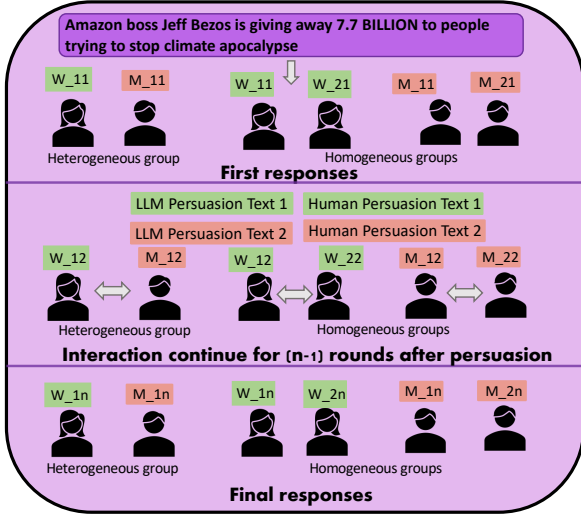 Amazon boss Jeff Bezos is giving away 7.7 BILLION to people
trying to stop climate apocalypse
W_11 M_11 W_11 W_21 M_11 M_21
Heterogeneous group Homogeneous groups
First responses
LLM Persuasion Text 1 Human Persuasion Text 1
LLM Persuasion Text 2 Human Persuasion Text 2
W_12 M_12 W_12 W_22 M_12 M_22
Heterogeneous group Homogeneous groups
Interaction continue for (n-1) rounds after persuasion
W_1n M_1n W_1n W_2n M_1n M_2n
Heterogeneous group Homogeneous groups
Final responses